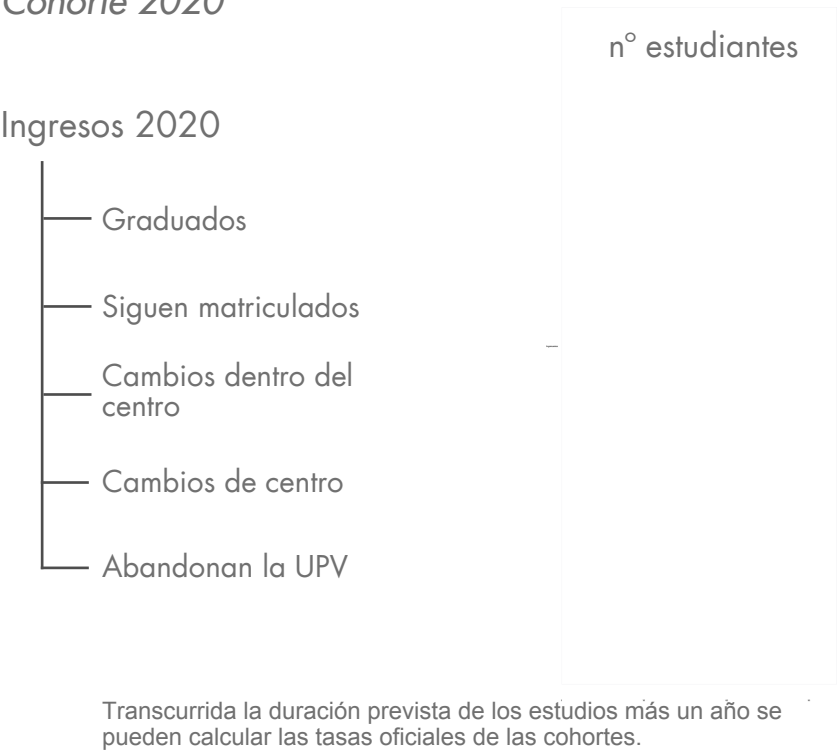 Cohorte 2020
nº estudiantes
Ingresos 2020
Graduados
Siguen matriculados
Cambios dentro del
centro
Cambios de centro
Abandonan la UPV
Transcurrida la duración prevista de los estudios más un año se
pueden calcular las tasas oficiales de las cohortes.